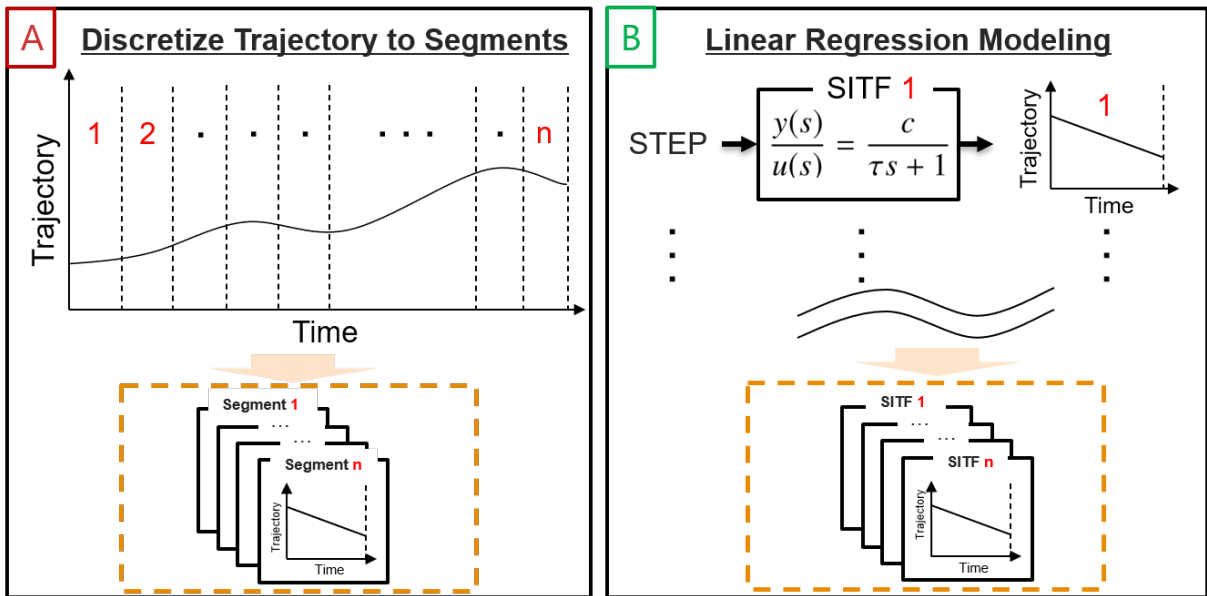 A
Discretize Trajectory to Segments
Trajectory
1 2 . . . ... . n
Time
Segment 1
...
...
Segment n
Trajectory
Time
B
Linear Regression Modeling
STEP
SITF 1
y(s)/u(s) = c/(τs + 1)
Trajectory
1
Time
SITF 1
...
...
SITF n
Trajectory
Time